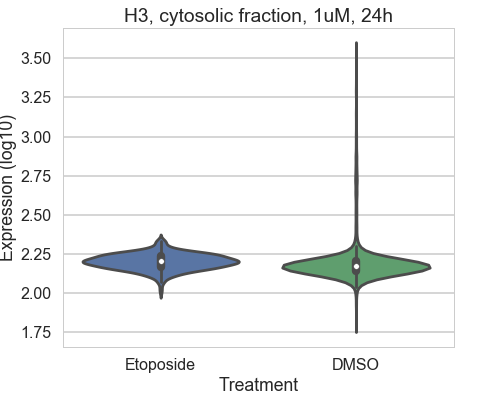 H3, cytosolic fraction, 1uM, 24h
3.50
3.25
3.00
2.75
2.50
2.25
2.00
1.75
Expression (log10)
Etoposide
DMSO
Treatment